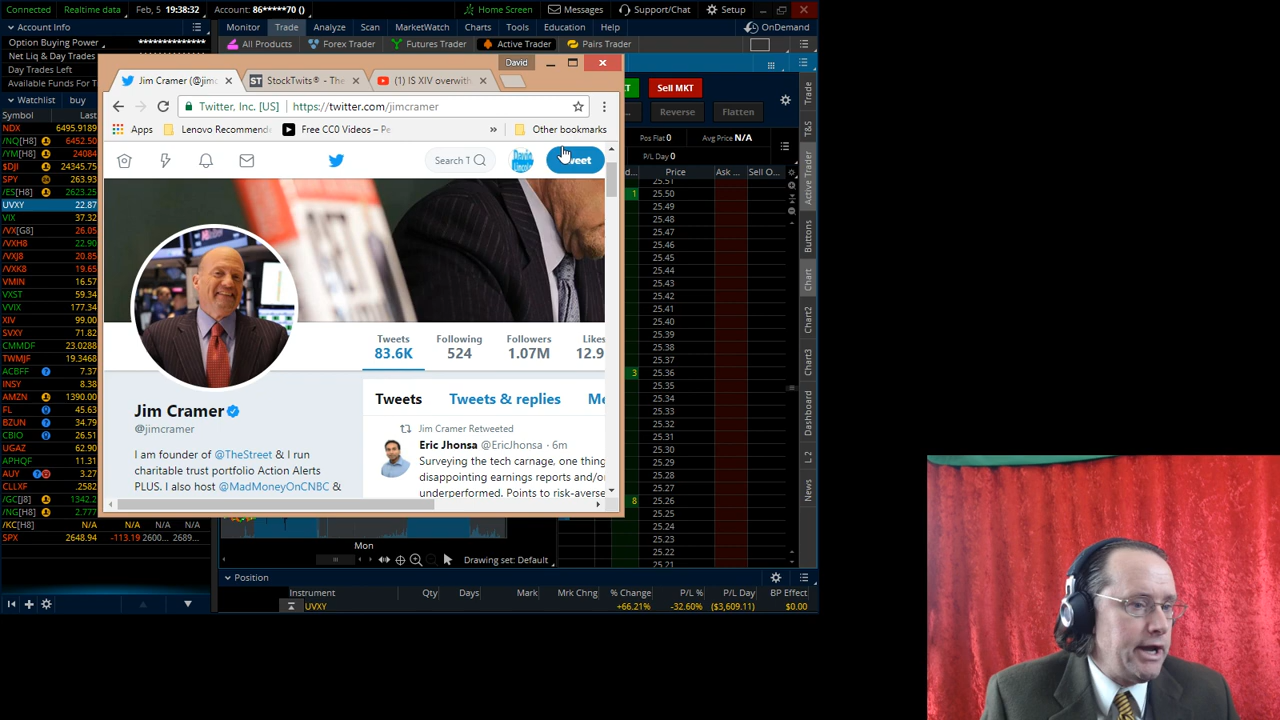 Connected Realtime data Feb, 5 19:38:32 Account: 86*****70 () Home Screen Messages Support/Chat Setup
Account Info
Option Buying Power **************
Net Liq & Day Trades
Day Trades Left
Available Funds For T
Monitor Trade Analyze Scan MarketWatch Charts Tools Education Help OnDemand
All Products Forex Trader Futures Trader Active Trader Pairs Trader
Watchlist buy
Symbol Last
NDX 6495.9189
/NQ[H8] 6452.50
/YM[H8] 24084
$DJI 24345.75
SPY 263.93
/ES[H8] 2623.25
UVXY 22.87
VIX 37.32
/VX[G8] 26.05
/VXH8 22.90
/VXJ8 20.85
/VXK8 19.65
VMIN 16.57
VXST 59.34
VVIX 177.34
XIV 99.00
SVXY 71.82
CMMDF 23.0288
TWMJF 19.3468
ACBFF 7.37
INSY 8.38
AMZN 1390.00
FL 45.63
BZUN 34.79
CBIO 26.51
UGAZ 62.90
APHQF 11.31
AUY 3.27
CLLXF .2582
/GC[J8] 1342.2
/NG[H8] 2.777
/KC[H8] N/A N/A N/A
SPX 2648.94 -113.19 2600... 2689...
David
Jim Cramer (@jimc
StockTwits® - The
(1) IS XIV overwith
Twitter, Inc. [US] https://twitter.com/jimcramer
Apps Lenovo Recommend Free CC0 Videos – Pe » Other bookmarks
Search T
Tweets Following Followers Likes
83.6K 524 1.07M 12.9
Jim Cramer
@jimcramer
I am founder of @TheStreet & I run
charitable trust portfolio Action Alerts
PLUS. I also host @MadMoneyOnCNBC &
Tweets Tweets & replies Me
Jim Cramer Retweeted
Eric Jhonsa @EricJhonsa · 6m
Surveying the tech carnage, one thing
disappointing earnings reports and/o
underperformed. Points to risk-averse
Sell MKT
Reverse Flatten
Pos Flat 0 Avg Price N/A
P/L Day 0
Price Ask ... Sell O...
25.51
1 25.50
25.49
25.48
25.47
25.46
25.45
25.44
25.43
25.42
25.41
25.40
25.39
25.38
25.37
3 25.36
25.35
25.34
25.33
25.32
25.31
25.30
25.29
25.28
25.27
8 25.26
25.25
25.24
25.23
25.22
25.21
Trade
T&S
Active Trader
Buttons
Chart
Chart2
Chart3
Dashboard
L 2
News
Mon
Drawing set: Default
Position
Instrument Qty Days Mark Mrk Chng % Change P/L % P/L Day BP Effect
UVXY +66.21% -32.60% ($3,609.11) $0.00